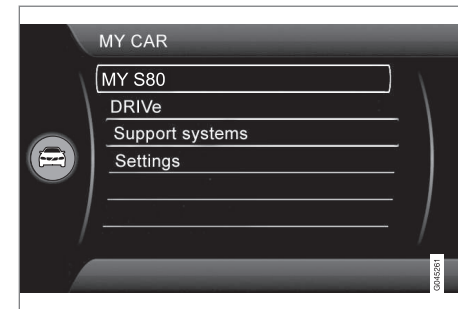 MY CAR
MY S80
DRIVe
Support systems
Settings
G045261